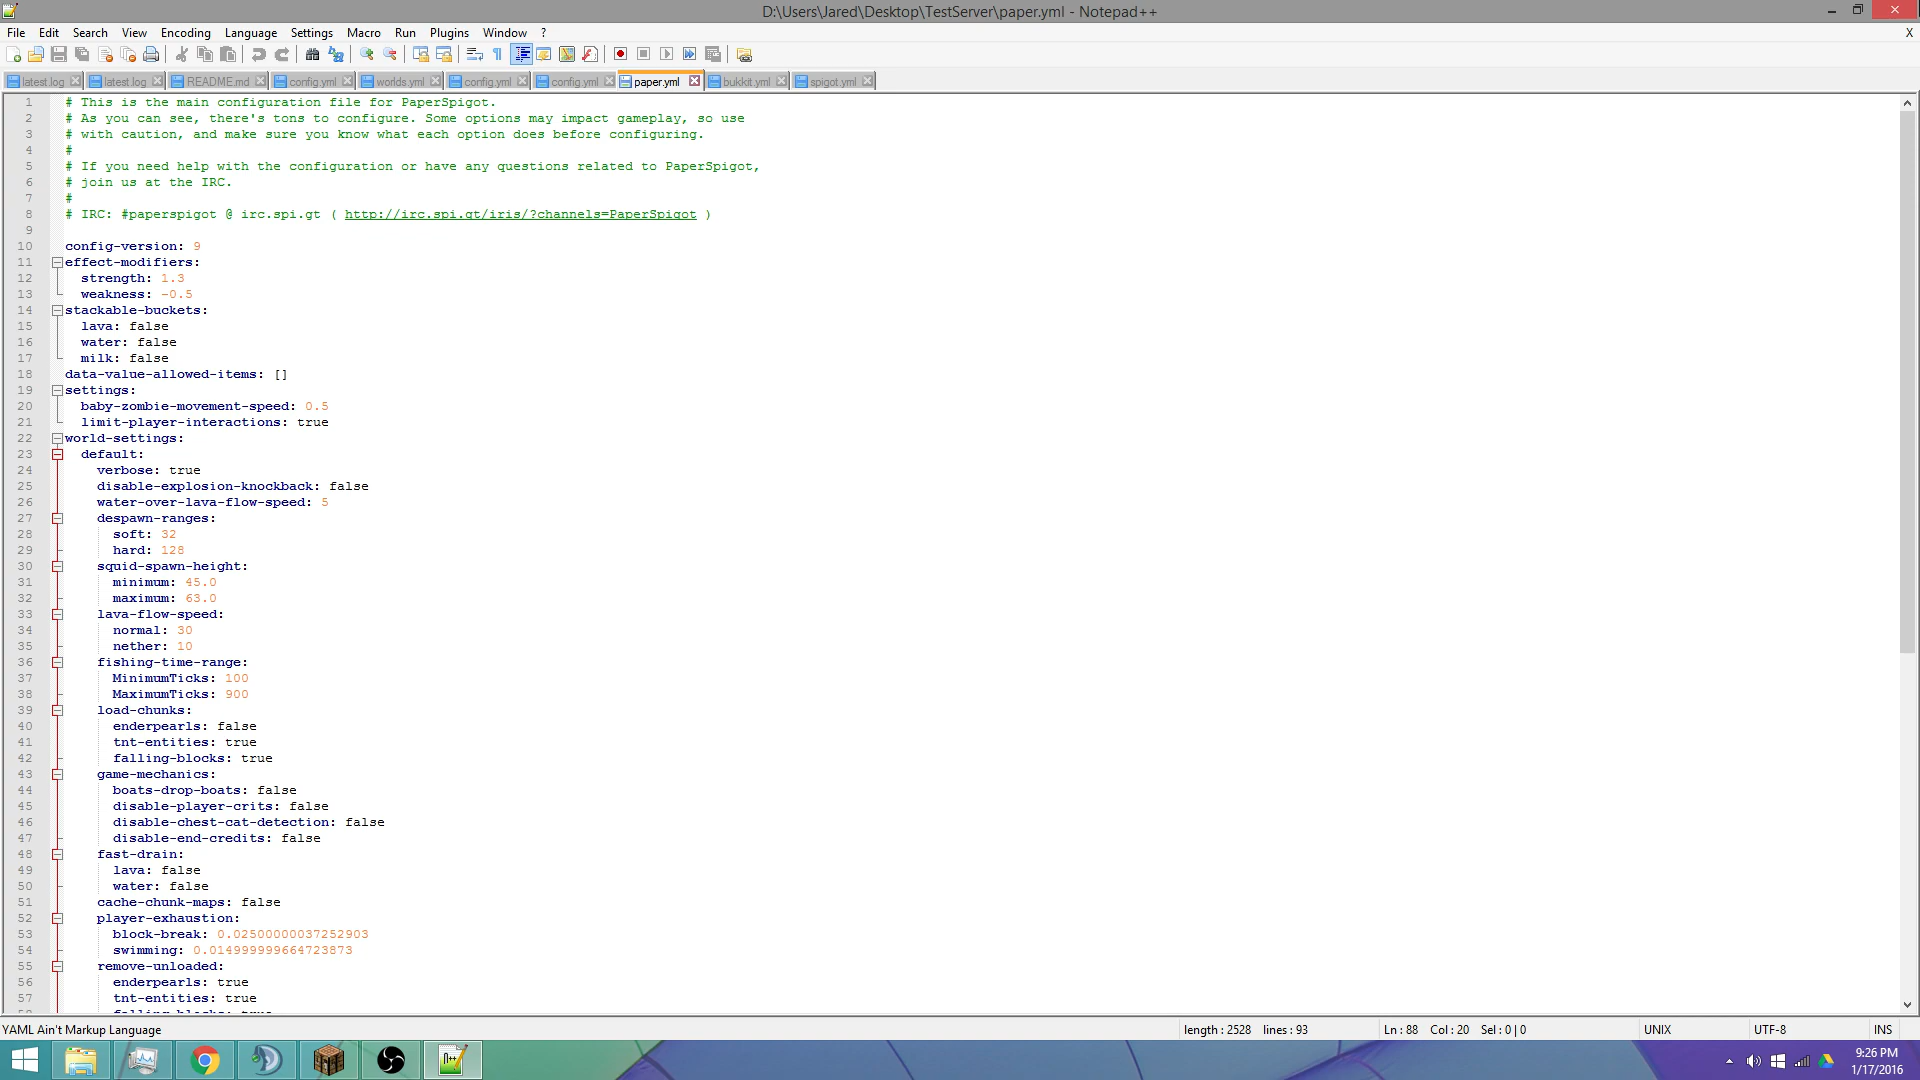 D:\Users\Jared\Desktop\TestServer\paper.yml - Notepad++
File Edit Search View Encoding Language Settings Macro Run Plugins Window ? X
latest.log latest.log README.md config.yml worlds.yml config.yml config.yml paper.yml bukkit.yml spigot.yml
1 # This is the main configuration file for PaperSpigot.
2 # As you can see, there's tons to configure. Some options may impact gameplay, so use
3 # with caution, and make sure you know what each option does before configuring.
4 #
5 # If you need help with the configuration or have any questions related to PaperSpigot,
6 # join us at the IRC.
7 #
8 # IRC: #paperspigot @ irc.spi.gt ( http://irc.spi.gt/iris/?channels=PaperSpigot )
9
10 config-version: 9
11 effect-modifiers:
12 strength: 1.3
13 weakness: -0.5
14 stackable-buckets:
15 lava: false
16 water: false
17 milk: false
18 data-value-allowed-items: []
19 settings:
20 baby-zombie-movement-speed: 0.5
21 limit-player-interactions: true
22 world-settings:
23 default:
24 verbose: true
25 disable-explosion-knockback: false
26 water-over-lava-flow-speed: 5
27 despawn-ranges:
28 soft: 32
29 hard: 128
30 squid-spawn-height:
31 minimum: 45.0
32 maximum: 63.0
33 lava-flow-speed:
34 normal: 30
35 nether: 10
36 fishing-time-range:
37 MinimumTicks: 100
38 MaximumTicks: 900
39 load-chunks:
40 enderpearls: false
41 tnt-entities: true
42 falling-blocks: true
43 game-mechanics:
44 boats-drop-boats: false
45 disable-player-crits: false
46 disable-chest-cat-detection: false
47 disable-end-credits: false
48 fast-drain:
49 lava: false
50 water: false
51 cache-chunk-maps: false
52 player-exhaustion:
53 block-break: 0.02500000037252903
54 swimming: 0.014999999664723873
55 remove-unloaded:
56 enderpearls: true
57 tnt-entities: true
YAML Ain't Markup Language length : 2528 lines : 93 Ln : 88 Col : 20 Sel : 0 | 0 UNIX UTF-8 INS
9:26 PM
1/17/2016